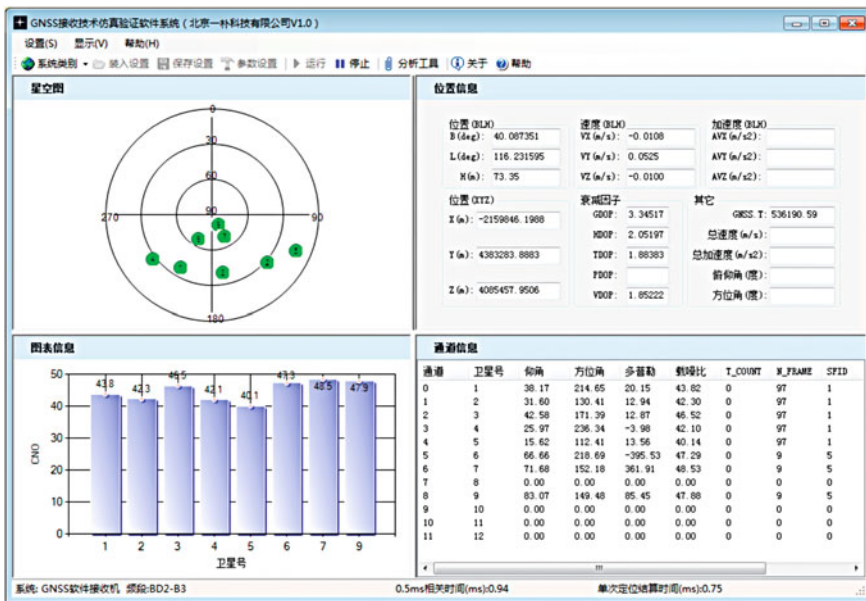 GNSS接收技术仿真验证软件系统（北京一朴科技有限公司V1.0）
设置(S) 显示(V) 帮助(H)
系统类别 装入设置 保存设置 参数设置 运行 停止 分析工具 关于 帮助
星空图
0
30
60
90
270 90
180
位置信息
位置(BLH) 速度(BLH) 加速度(BLH)
B(deg): 40.087351 VX(m/s): -0.0108 AVX(m/s2):
L(deg): 116.231595 VY(m/s): 0.0525 AVY(m/s2):
H(m): 73.35 VZ(m/s): -0.0100 AVZ(m/s2):
位置(XYZ) 衰减因子 其它
X(m): -2159846.1988 GDOP: 3.34517 GNSS.T: 536190.59
HDOP: 2.05197 总速度(m/s):
Y(m): 4383283.8883 TDOP: 1.88383 总加速度(m/s2):
PDOP: 俯仰角(度):
Z(m): 4085457.9506 VDOP: 1.85222 方位角(度):
图表信息
50
40
30
20
10
0
CNO
43.8 42.3 46.5 42.1 40.1 47.3 48.5 47.9
1 2 3 4 5 6 7 9
卫星号
通道信息
通道 卫星号 仰角 方位角 多普勒 载噪比 T_COUNT N_FRAME SFID
0 1 38.17 214.65 20.15 43.82 0 97 1
1 2 31.60 130.41 12.94 42.30 0 97 1
2 3 42.58 171.39 12.87 46.52 0 97 1
3 4 25.97 236.34 -3.98 42.10 0 97 1
4 5 15.62 112.41 13.56 40.14 0 97 1
5 6 66.66 218.69 -395.53 47.29 0 9 5
6 7 71.68 152.18 361.91 48.53 0 9 5
7 8 0.00 0.00 0.00 0.00 0 0 0
8 9 83.07 149.48 85.45 47.88 0 9 5
9 10 0.00 0.00 0.00 0.00 0 0 0
10 11 0.00 0.00 0.00 0.00 0 0 0
11 12 0.00 0.00 0.00 0.00 0 0 0
系统: GNSS软件接收机 频段:BD2-B3 0.5ms相关时间(ms):0.94 单次定位结算时间(ms):0.75